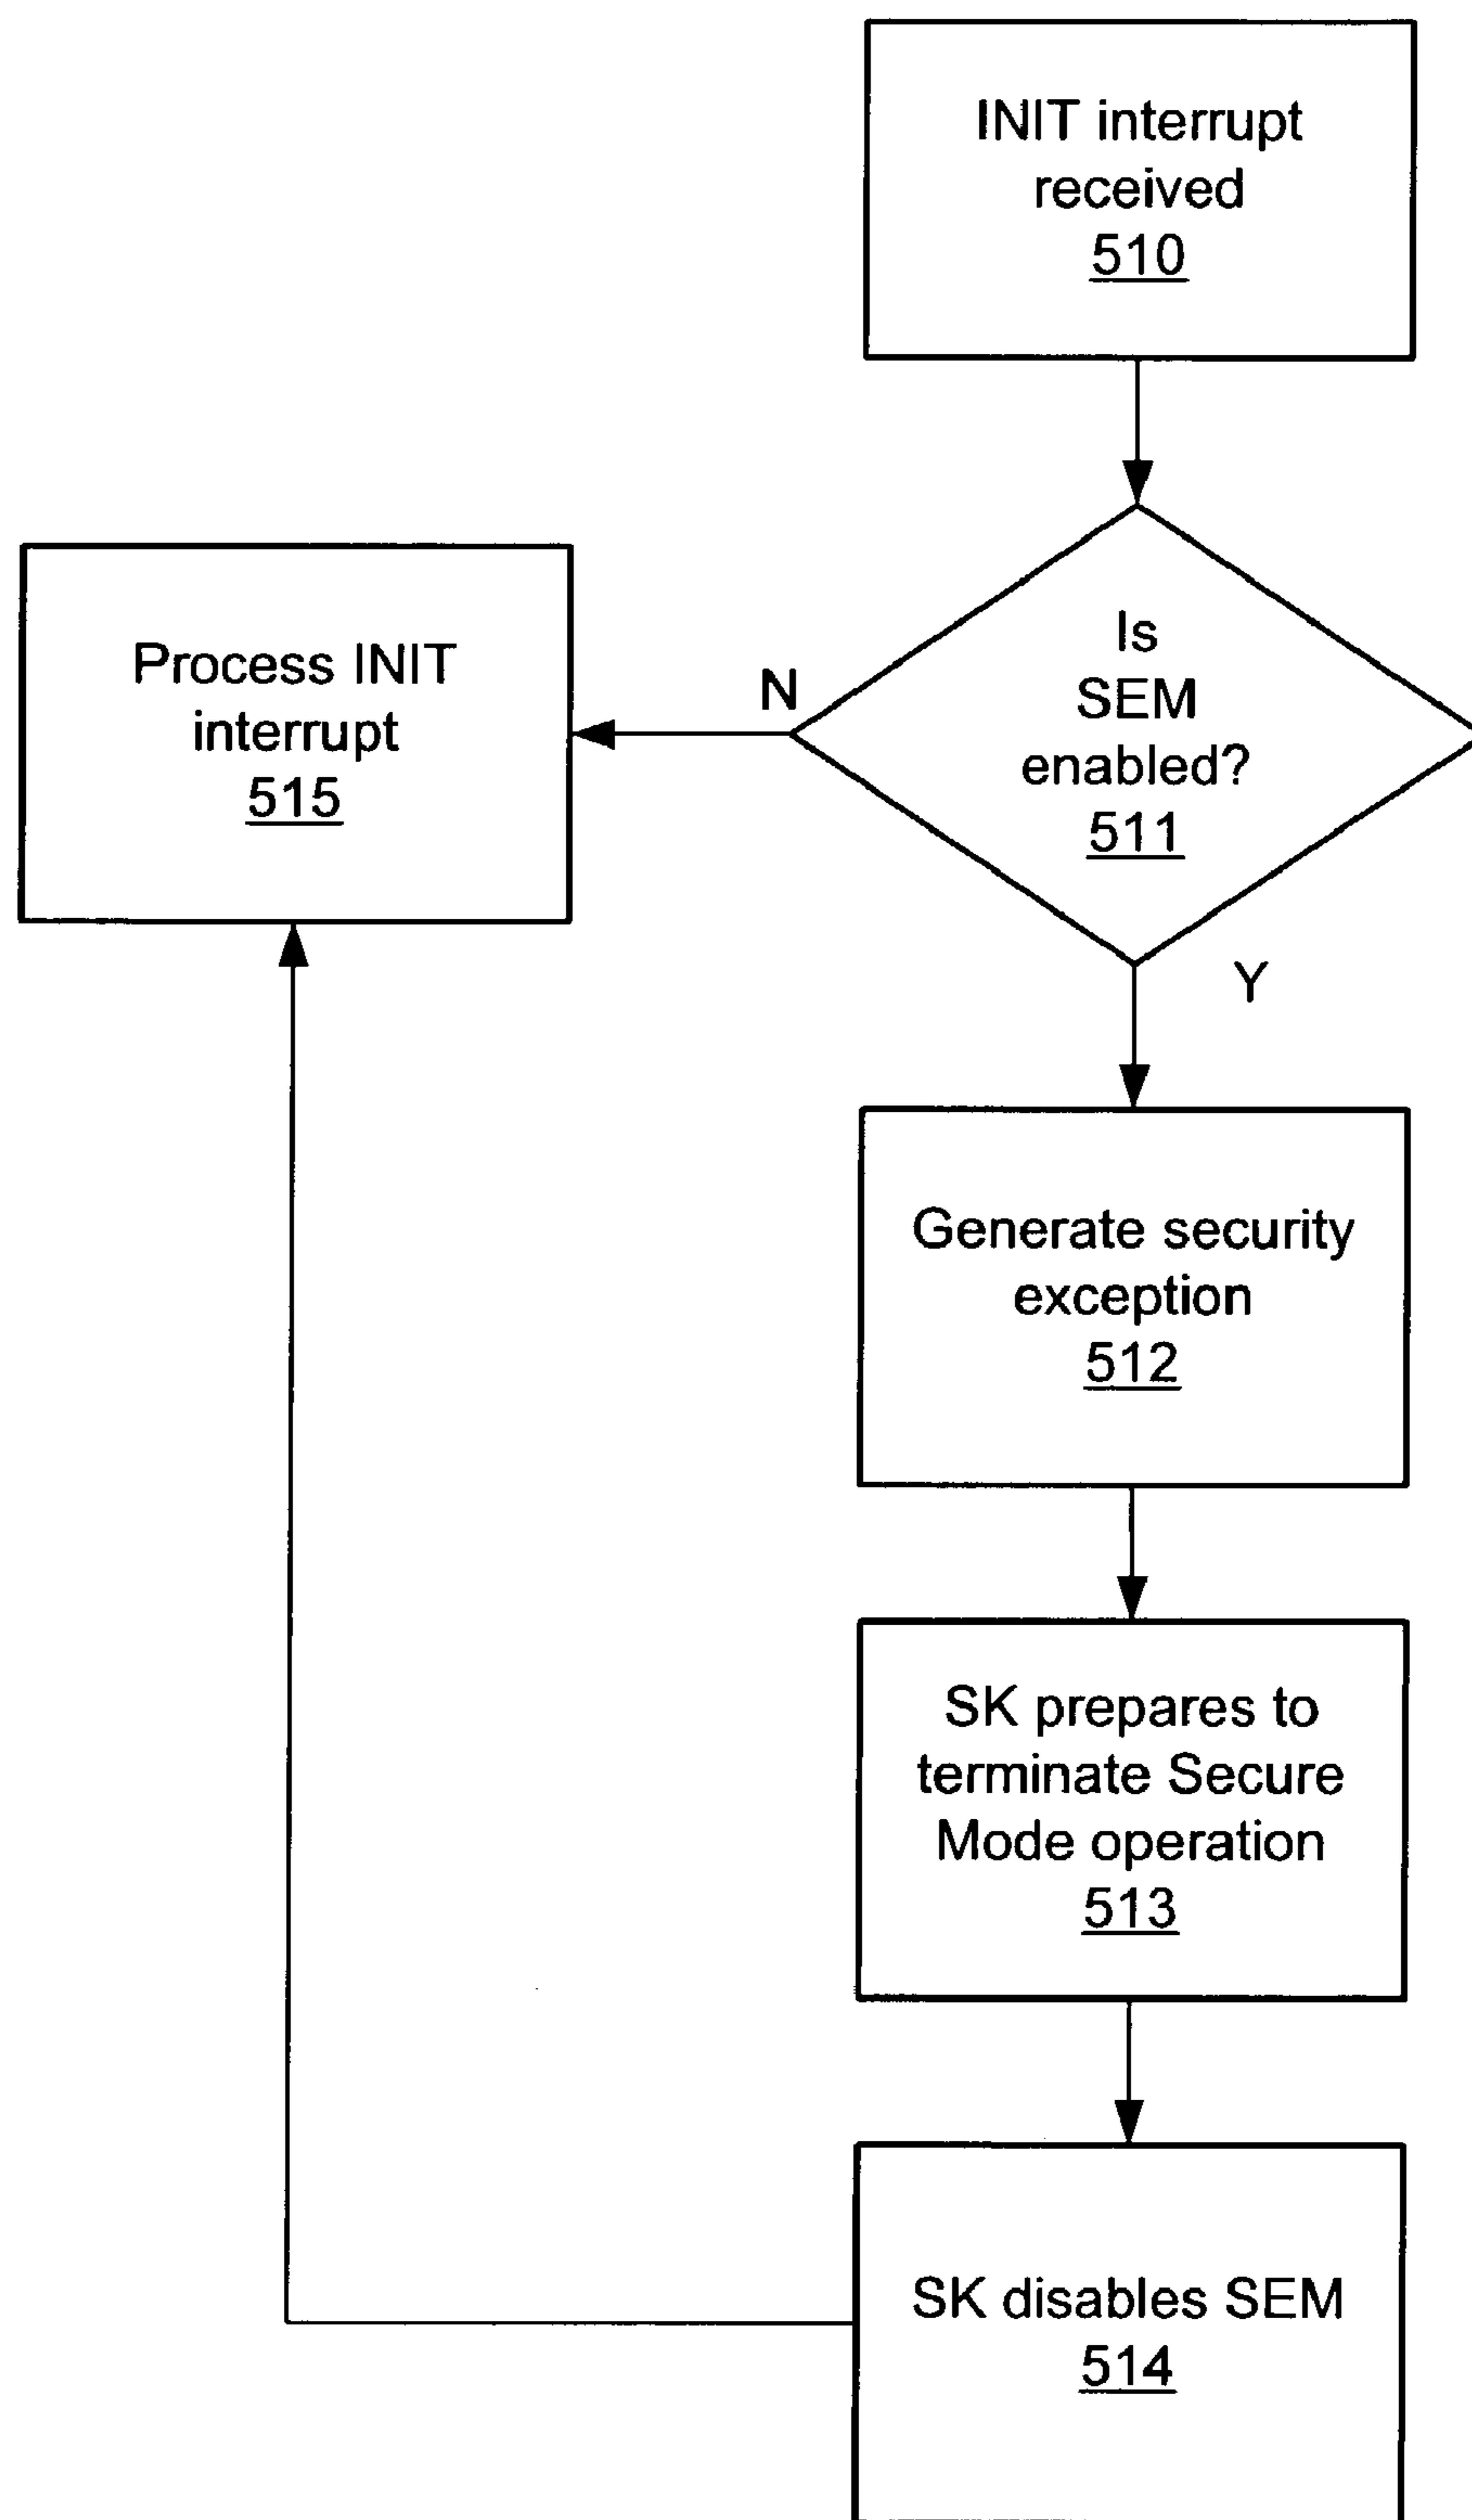 INIT interrupt
received
510
Is
SEM
enabled?
511
N
Process INIT
interrupt
515
Y
Generate security
exception
512
SK prepares to
terminate Secure
Mode operation
513
SK disables SEM
514